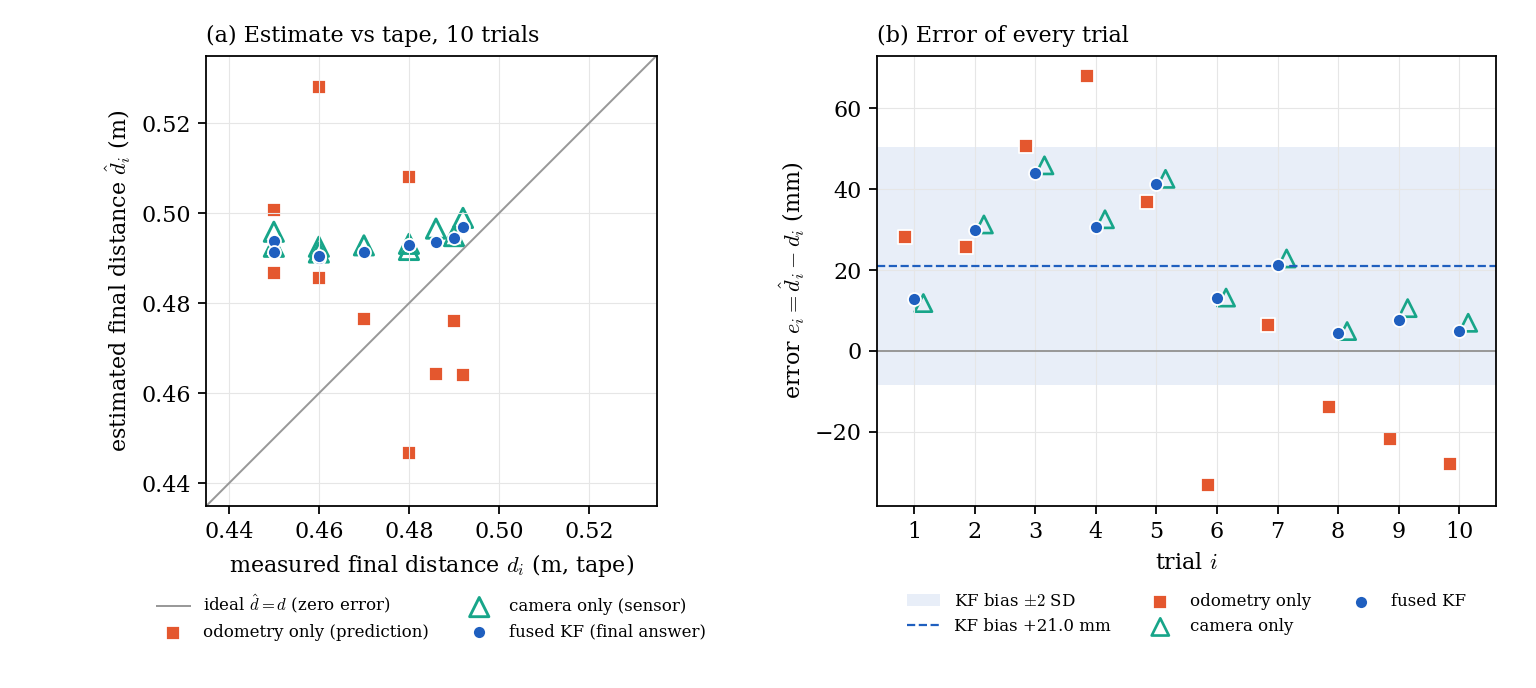 (a) Estimate vs tape, 10 trials
estimated final distance d̂ᵢ (m)
0.52
0.50
0.48
0.46
0.44
0.44 0.46 0.48 0.50 0.52
measured final distance dᵢ (m, tape)
ideal d̂ = d (zero error)
odometry only (prediction)
camera only (sensor)
fused KF (final answer)
(b) Error of every trial
error eᵢ = d̂ᵢ − dᵢ (mm)
60
40
20
0
−20
1 2 3 4 5 6 7 8 9 10
trial i
KF bias ±2 SD
KF bias +21.0 mm
odometry only
camera only
fused KF